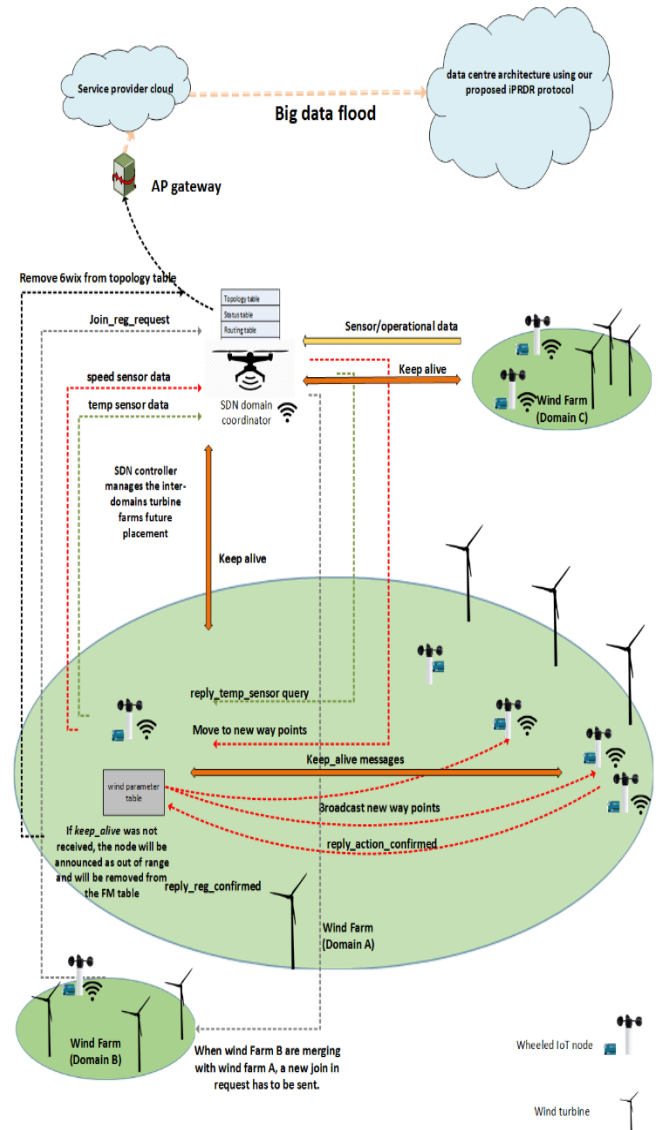 Service provider cloud
data centre architecture using our
proposed iPRDR protocol
Big data flood
AP gateway
Remove 6wix from topology table
Topology table
Status table
Routing table
Join_reg_request
Sensor/operational data
speed sensor data
Keep alive
temp sensor data
SDN domain
coordinator
Wind Farm
(Domain C)
SDN controller
manages the inter-
domains turbine
farms future
placement
Keep alive
reply_temp_sensor query
Move to new way points
Keep_alive messages
wind parameter
table
Broadcast new way points
If keep_alive was not
received, the node will be
announced as out of range
and will be removed from
the FM table
reply_action_confirmed
reply_reg_confirmed
Wind Farm
(Domain A)
Wind Farm
(Domain B)
When wind Farm B are merging
with wind farm A, a new join in
request has to be sent.
Wheeled IoT node
Wind turbine